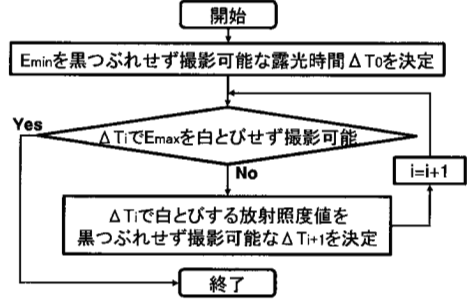 開始
Eminを黒つぶれせず撮影可能な露光時間ΔT0を決定
Yes
ΔTiでEmaxを白とびせず撮影可能
No
i=i+1
ΔTiで白とびする放射照度値を
黒つぶれせず撮影可能なΔTi+1を決定
終了